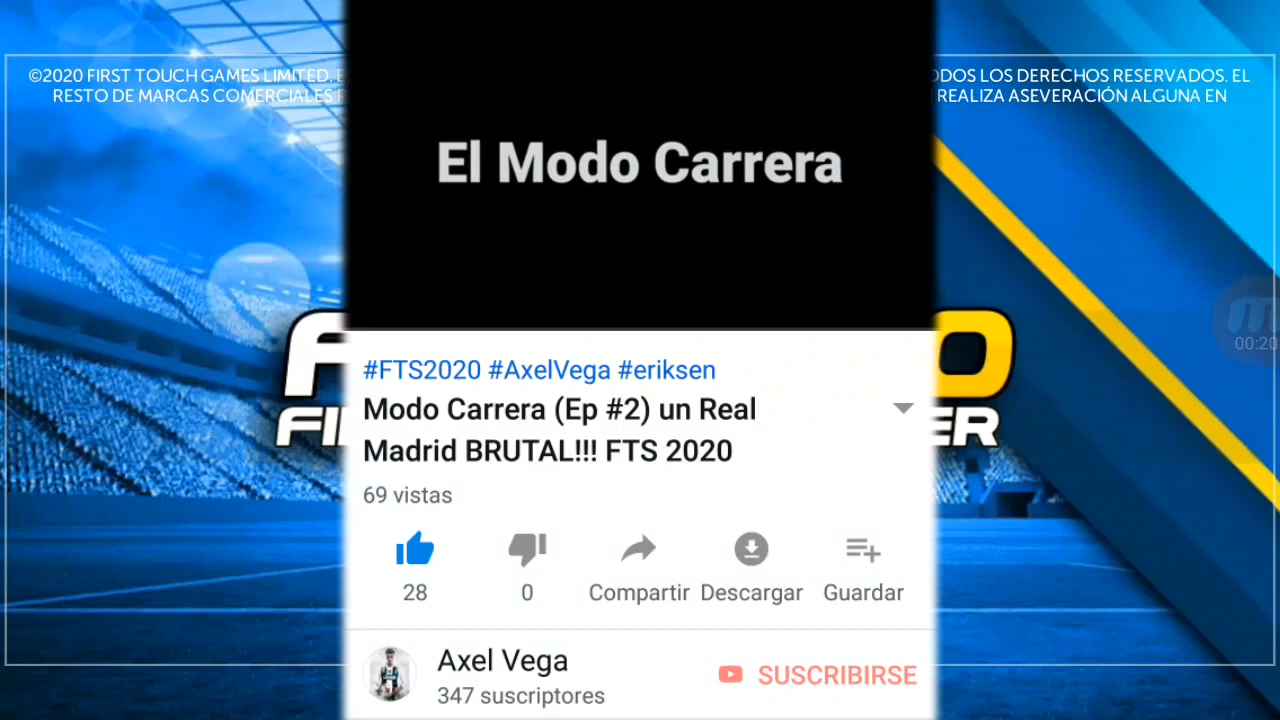 ©2020 FIRST TOUCH GAMES LIMITED.
ODOS LOS DERECHOS RESERVADOS. EL
RESTO DE MARCAS COMERCIALES
REALIZA ASEVERACIÓN ALGUNA EN
El Modo Carrera
00:20
#FTS2020 #AxelVega #eriksen
Modo Carrera (Ep #2) un Real
Madrid BRUTAL!!! FTS 2020
69 vistas
28
0
Compartir
Descargar
Guardar
Axel Vega
347 suscriptores
SUSCRIBIRSE